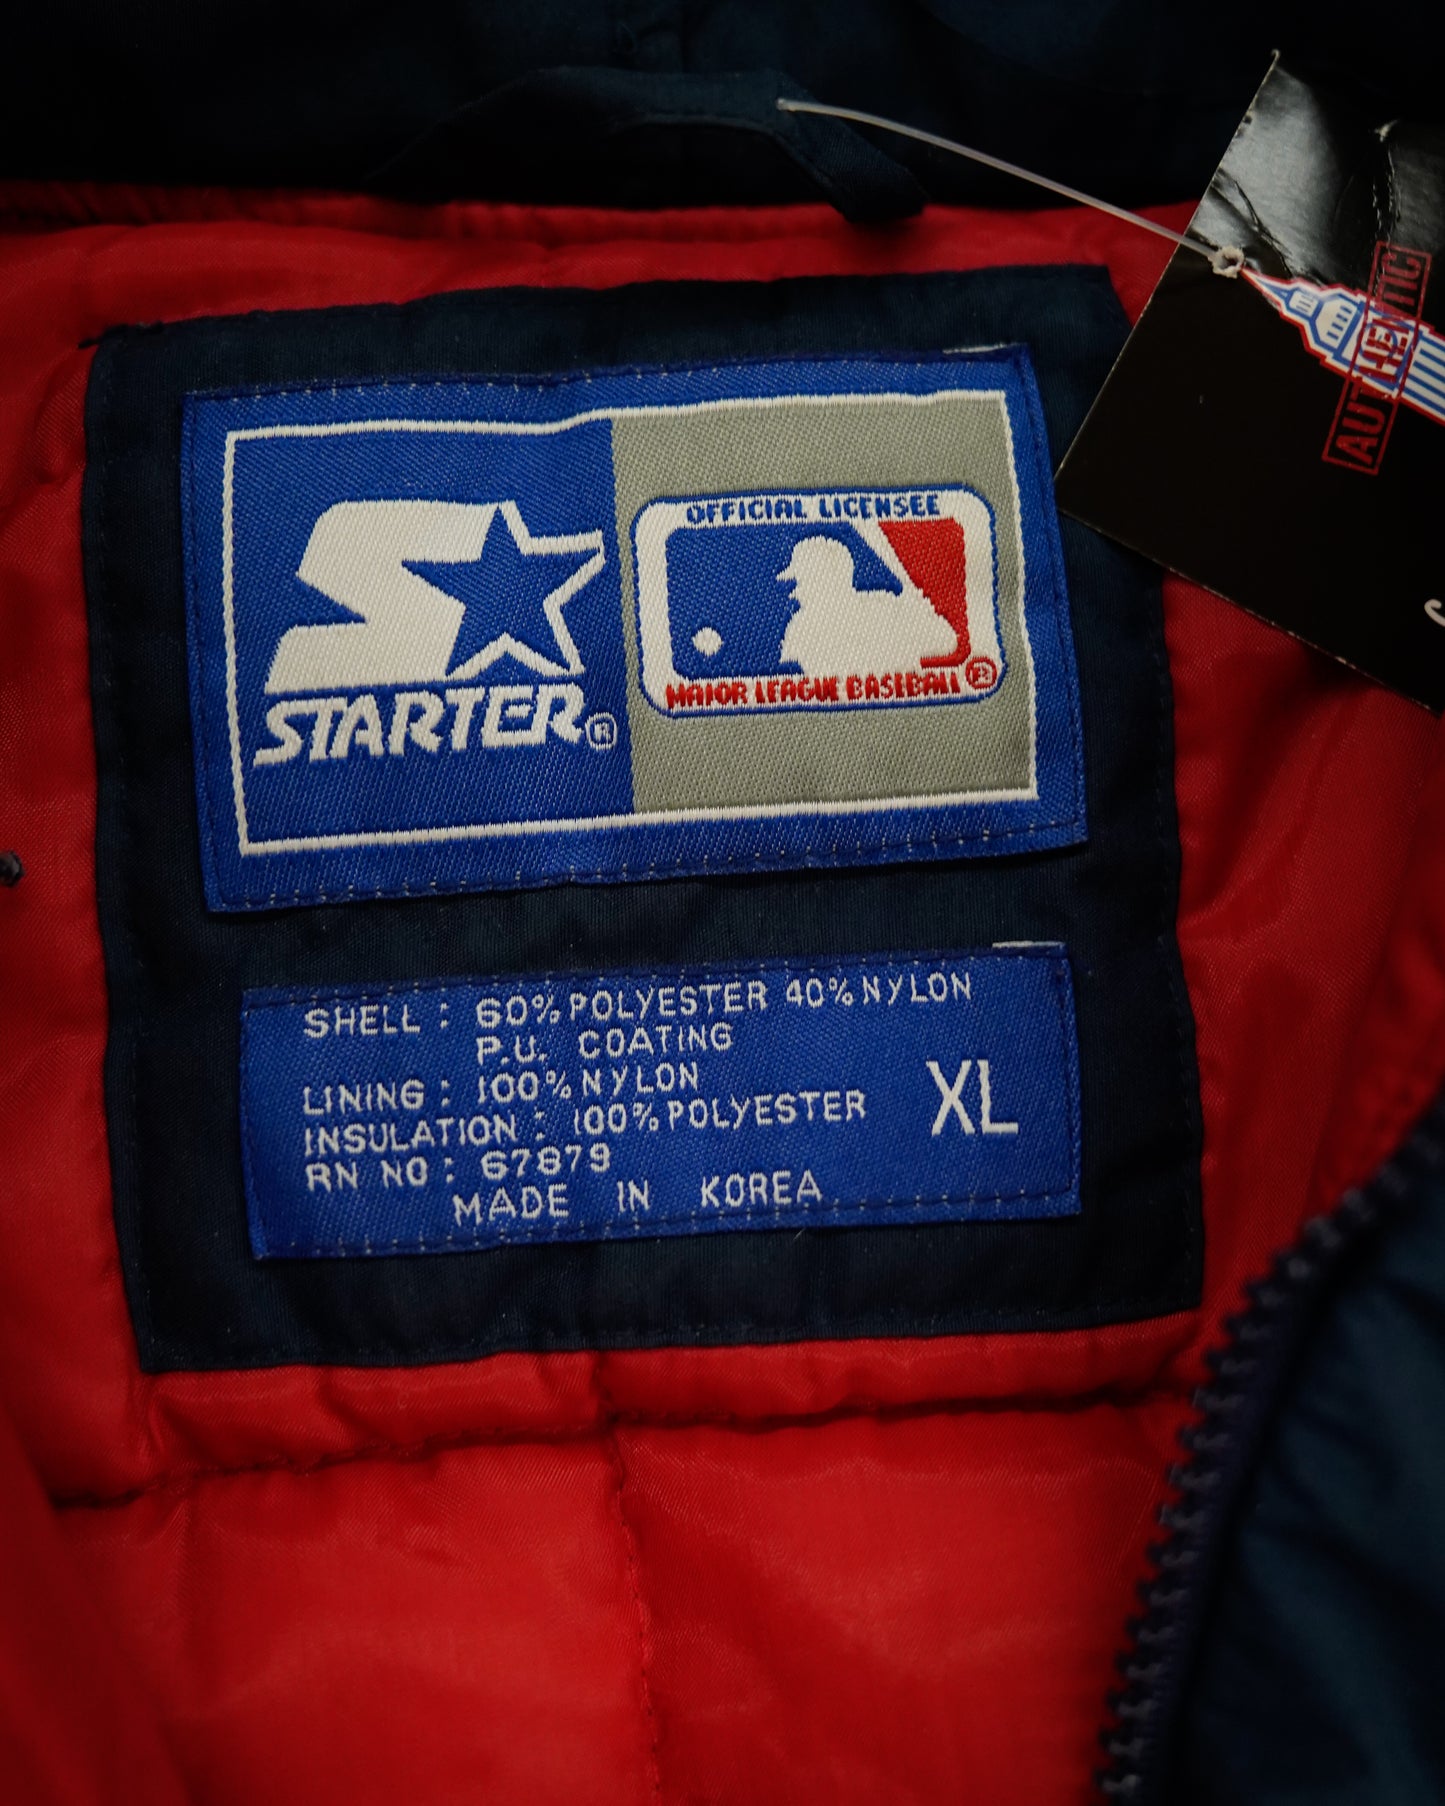 OFFICIAL LICENSEE
MAJOR LEAGUE BASEBALL ®
STARTER ®
SHELL : 60% POLYESTER 40% NYLON
P.U. COATING
LINING : 100% NYLON
INSULATION : 100% POLYESTER
RN NO : 67879
MADE IN KOREA
XL
AUTHENTIC